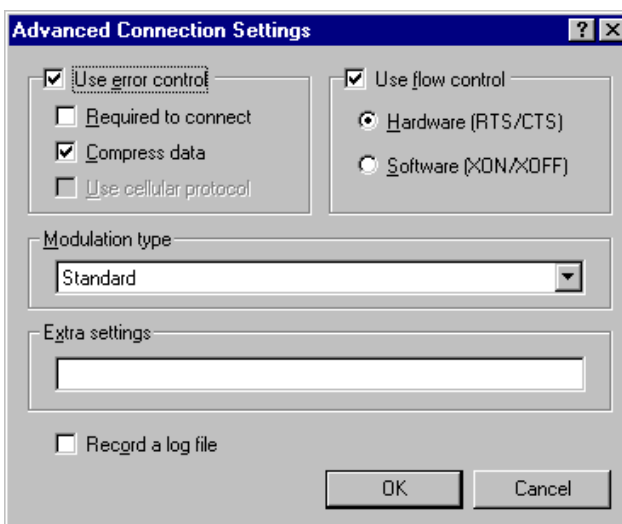 Advanced Connection Settings
Use error control
Required to connect
Compress data
Use cellular protocol
Use flow control
Hardware (RTS/CTS)
Software (XON/XOFF)
Modulation type
Standard
Extra settings
Record a log file
OK
Cancel